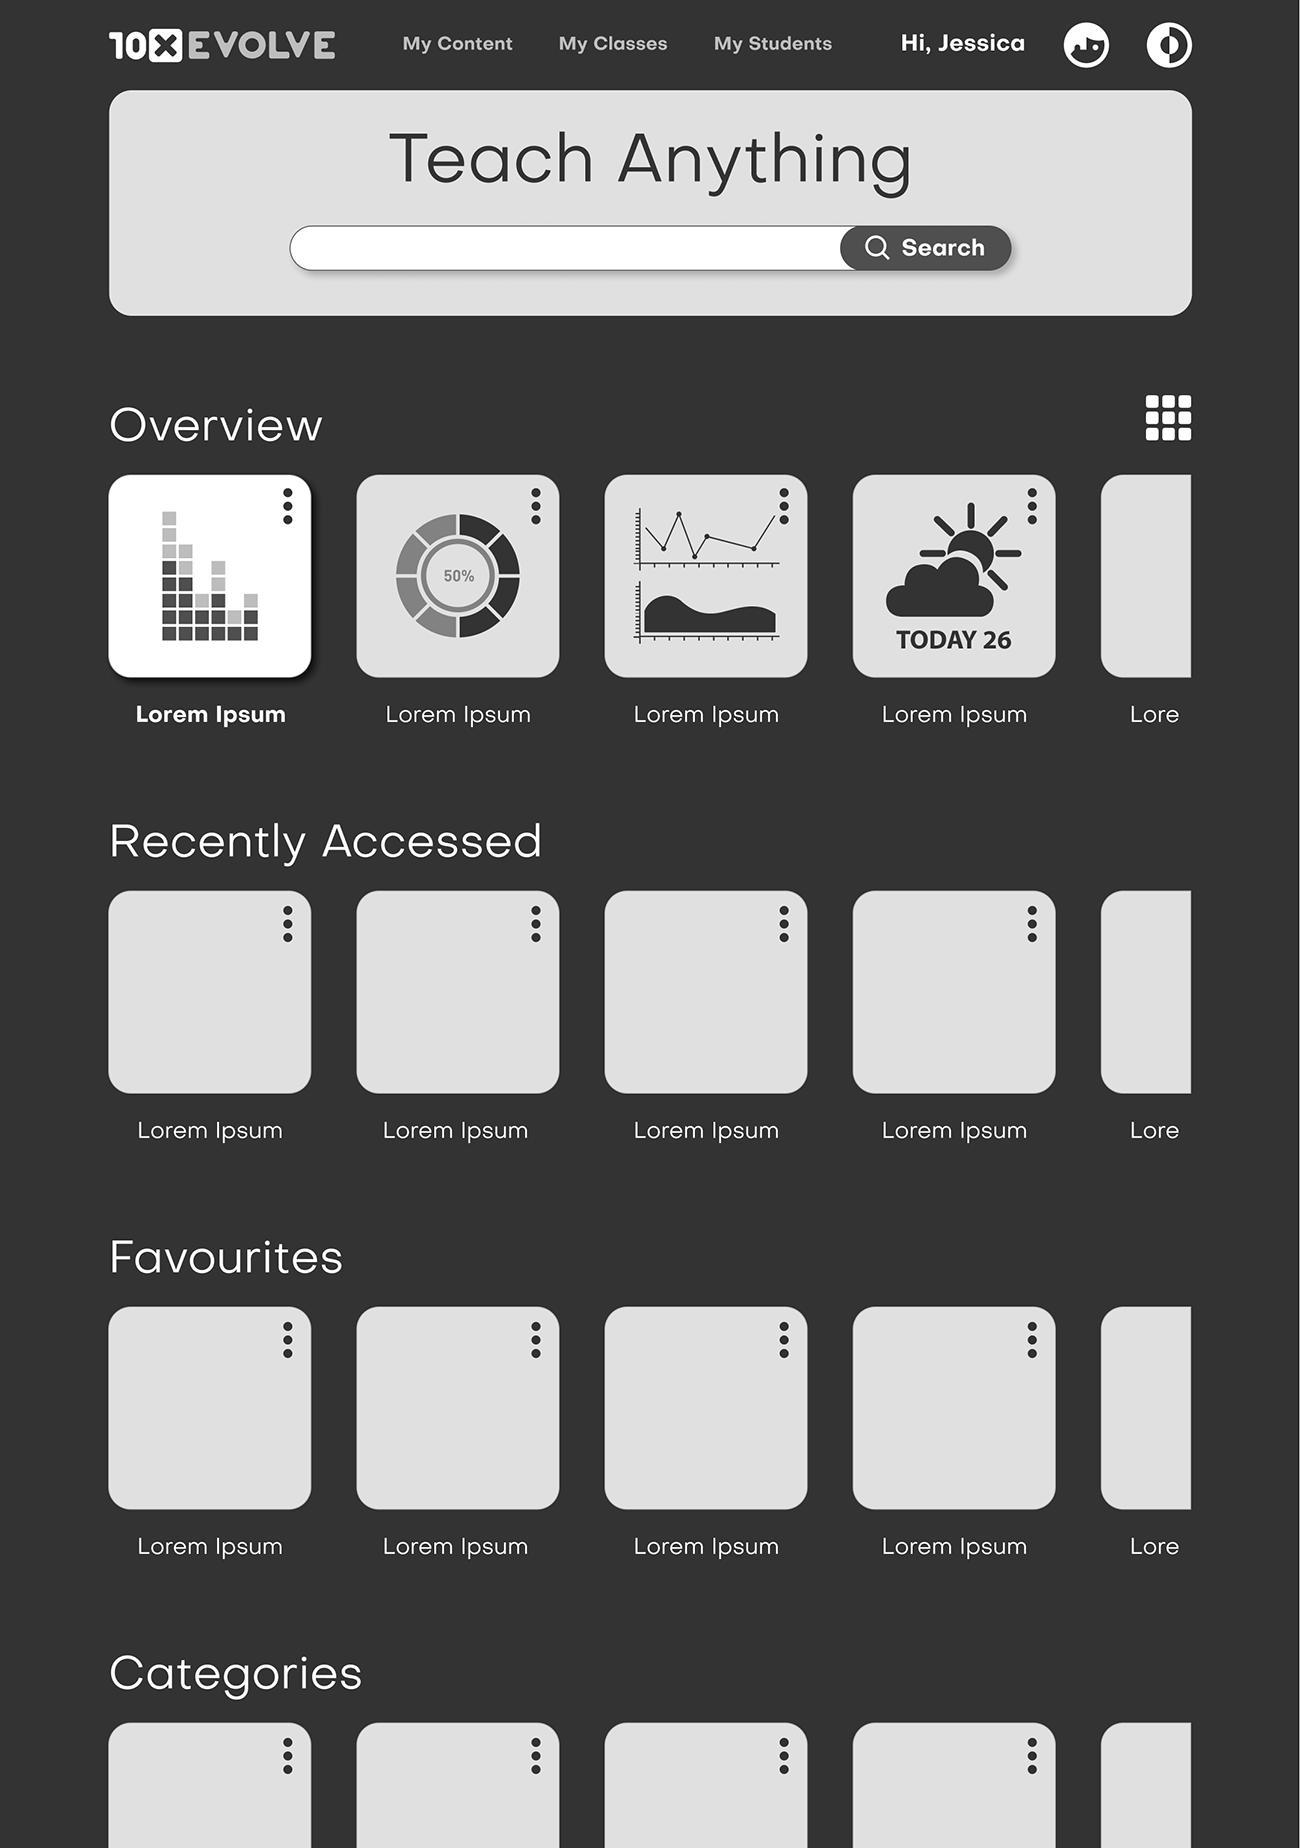 10X EVOLVE My Content My Classes My Students Hi, Jessica
Teach Anything
Search
Overview
50%
TODAY 26
Lorem Ipsum Lorem Ipsum Lorem Ipsum Lorem Ipsum Lore
Recently Accessed
Lorem Ipsum Lorem Ipsum Lorem Ipsum Lorem Ipsum Lore
Favourites
Lorem Ipsum Lorem Ipsum Lorem Ipsum Lorem Ipsum Lore
Categories